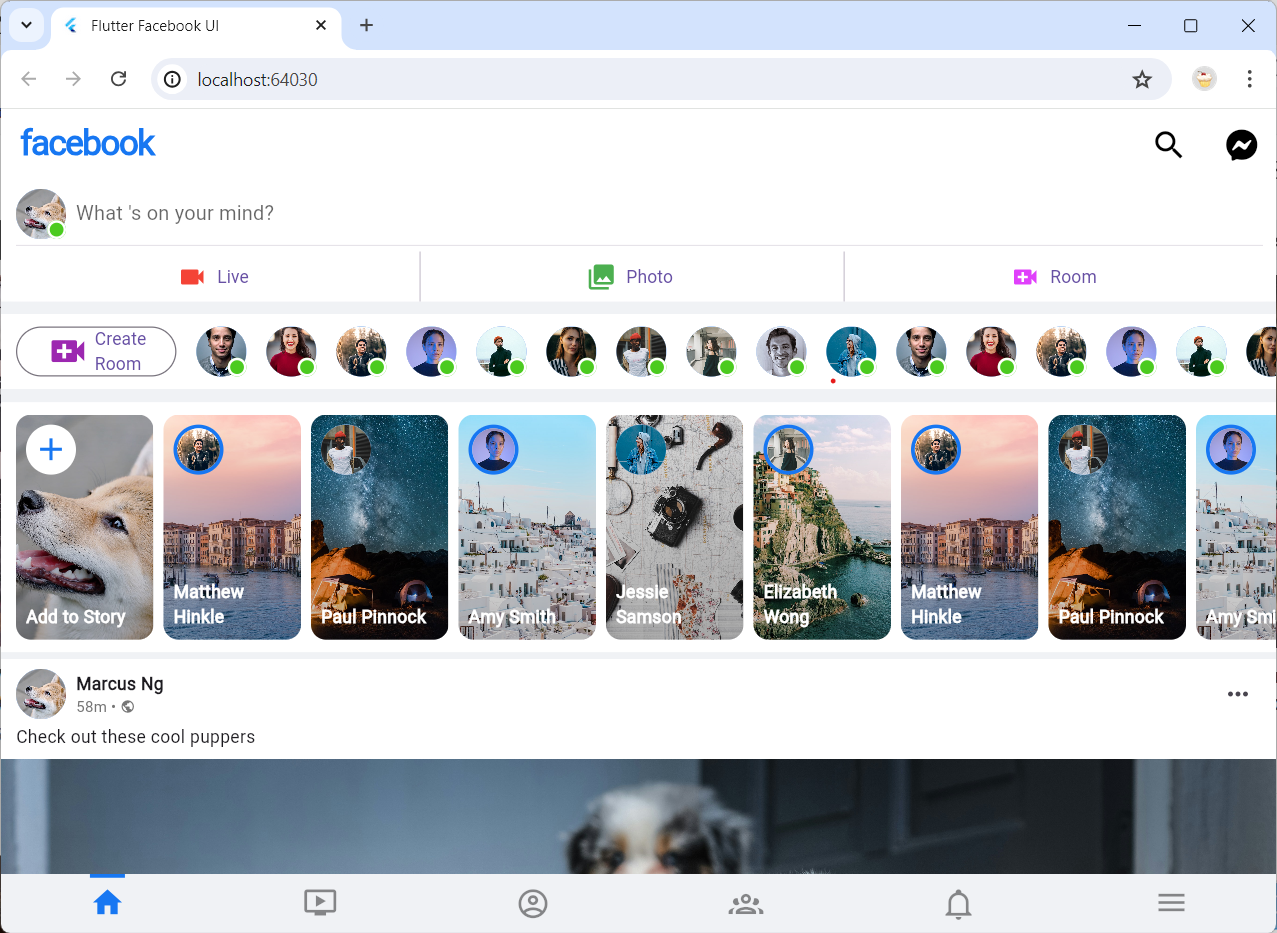 Flutter Facebook UI
localhost:64030
facebook
What 's on your mind?
Live
Photo
Room
Create
Room
Add to Story
Matthew
Hinkle
Paul Pinnock
Amy Smith
Jessie
Samson
Elizabeth
Wong
Matthew
Hinkle
Paul Pinnock
Amy Smi
Marcus Ng
58m •
Check out these cool puppers